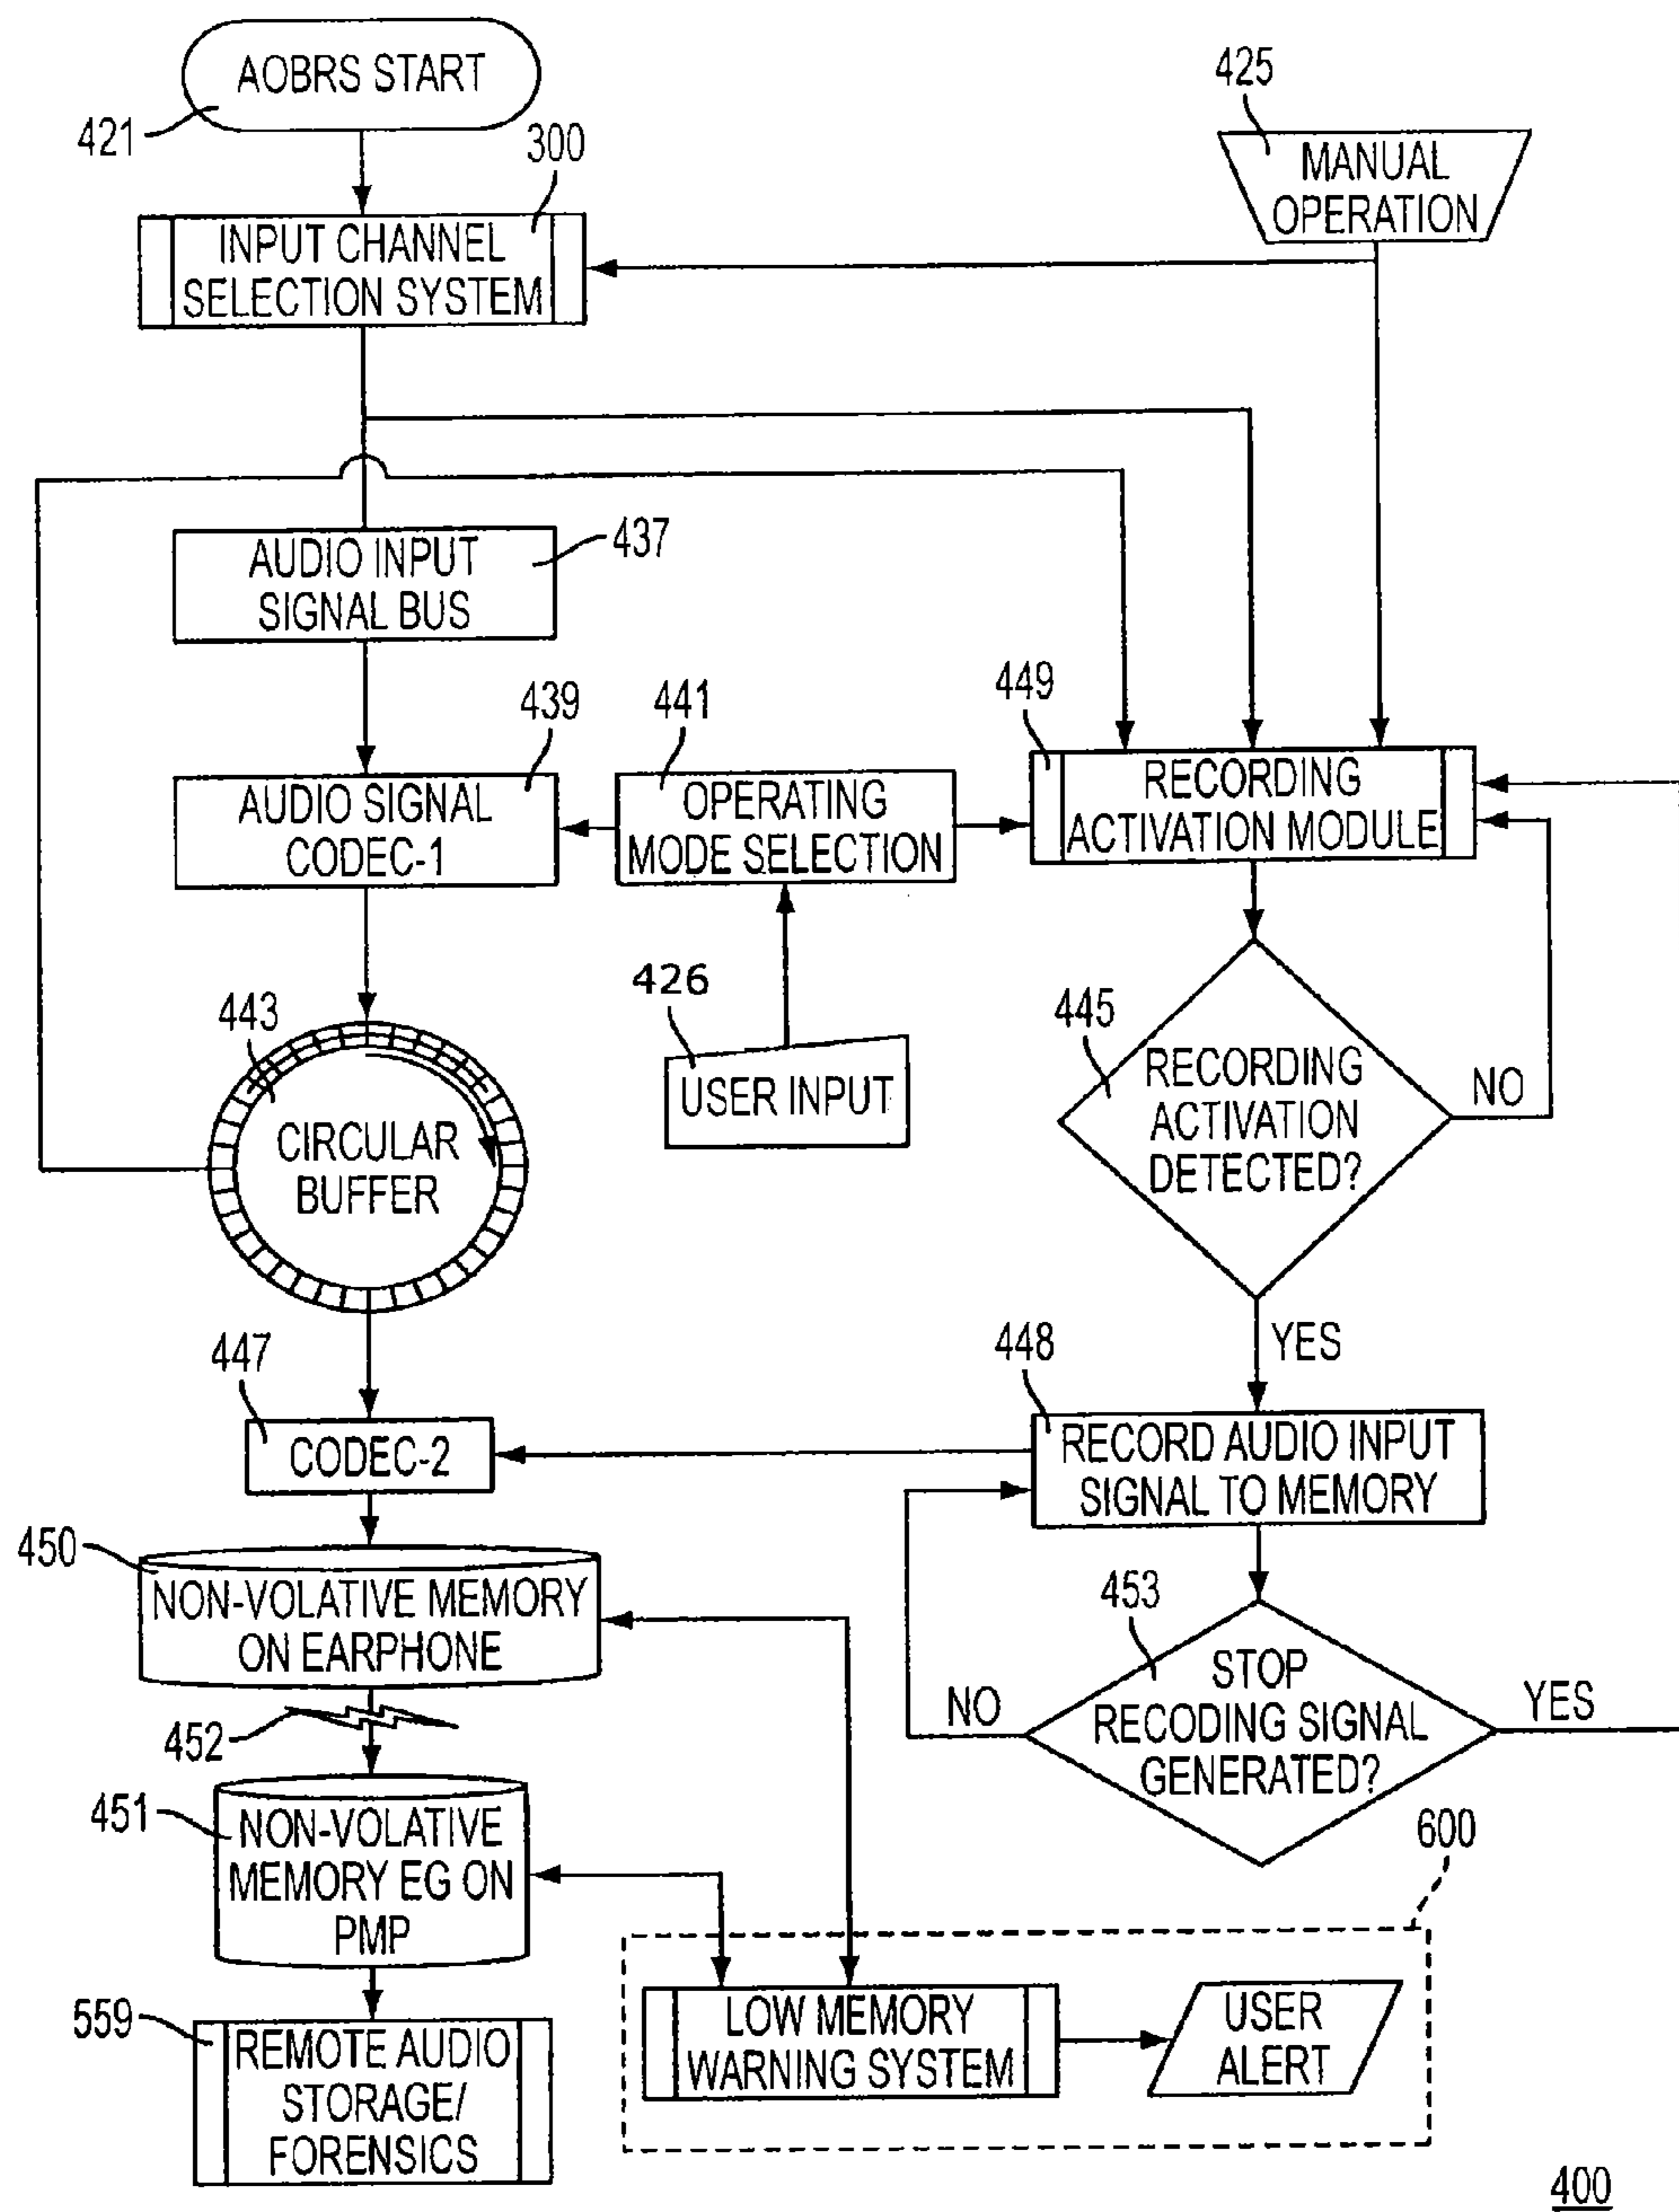 AOBRS START
421
300
425
MANUAL
OPERATION
INPUT CHANNEL
SELECTION SYSTEM
AUDIO INPUT
SIGNAL BUS
437
439
441
449
AUDIO SIGNAL
CODEC-1
OPERATING
MODE SELECTION
RECORDING
ACTIVATION MODULE
443
426
445
CIRCULAR
BUFFER
USER INPUT
RECORDING
ACTIVATION
DETECTED?
NO
YES
447
448
CODEC-2
RECORD AUDIO INPUT
SIGNAL TO MEMORY
450
NON-VOLATIVE MEMORY
ON EARPHONE
453
STOP
RECODING SIGNAL
GENERATED?
NO
YES
452
451
NON-VOLATIVE
MEMORY EG ON
PMP
600
559
REMOTE AUDIO
STORAGE/
FORENSICS
LOW MEMORY
WARNING SYSTEM
USER
ALERT
400